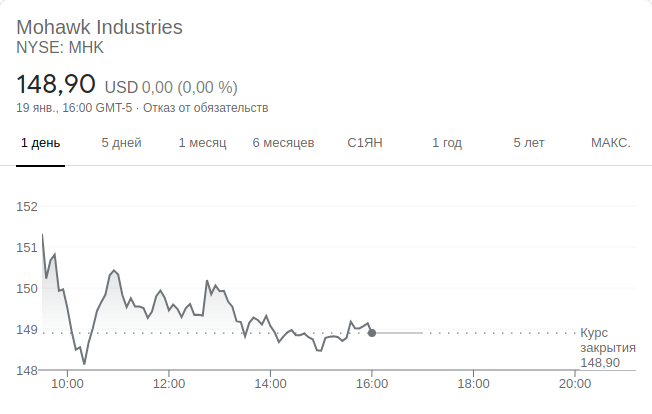 Mohawk Industries
NYSE: MHK
148,90 USD 0,00 (0,00 %)
19 янв., 16:00 GMT-5 · Отказ от обязательств
1 день 5 дней 1 месяц 6 месяцев С1ЯН 1 год 5 лет МАКС.
152
151
150
149
148
Курс
закрытия
148,90
10:00 12:00 14:00 16:00 18:00 20:00